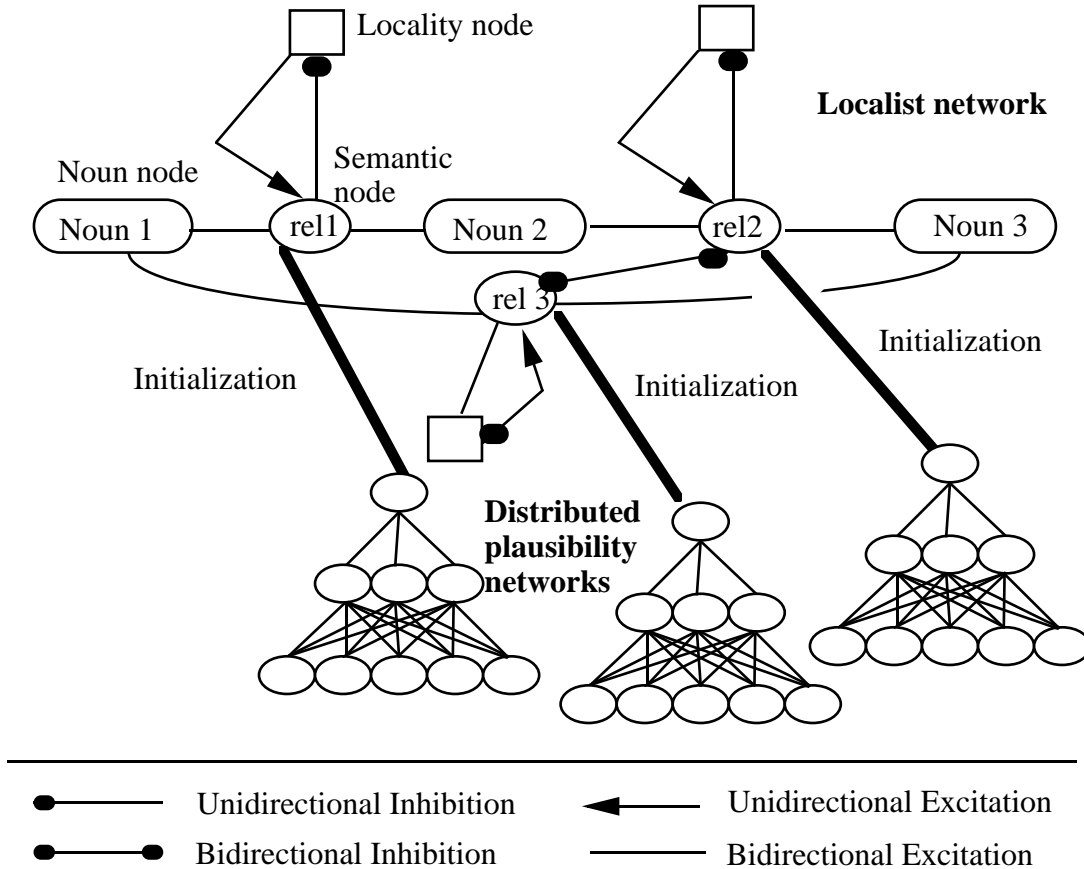 Locality node
Localist network
Semantic
node
Noun node
Noun 1
rel1
Noun 2
rel2
Noun 3
rel 3
Initialization
Initialization
Initialization
Distributed
plausibility
networks
Unidirectional Inhibition
Unidirectional Excitation
Bidirectional Inhibition
Bidirectional Excitation